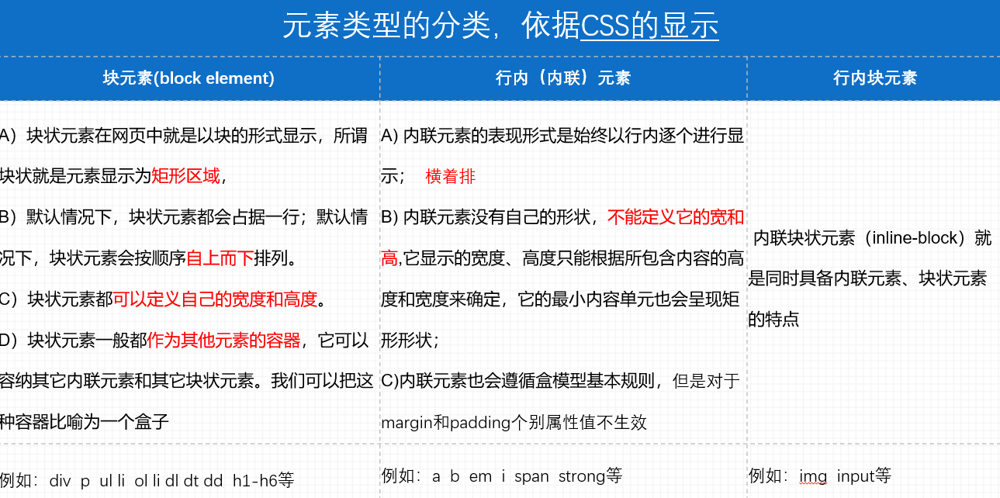 元素类型的分类，依据CSS的显示
块元素(block element)
行内（内联）元素
行内块元素
A）块状元素在网页中就是以块的形式显示，所谓
块状就是元素显示为矩形区域，
B）默认情况下，块状元素都会占据一行；默认情
况下，块状元素会按顺序自上而下排列。
C）块状元素都可以定义自己的宽度和高度。
D）块状元素一般都作为其他元素的容器，它可以
容纳其它内联元素和其它块状元素。我们可以把这
种容器比喻为一个盒子
A) 内联元素的表现形式是始终以行内逐个进行显
示； 横着排
B) 内联元素没有自己的形状，不能定义它的宽和
高,它显示的宽度、高度只能根据所包含内容的高
度和宽度来确定，它的最小内容单元也会呈现矩
形形状；
C)内联元素也会遵循盒模型基本规则，但是对于
margin和padding个别属性值不生效
内联块状元素（inline-block）就
是同时具备内联元素、块状元素
的特点
例如：div p ul li ol li dl dt dd h1-h6等
例如：a b em i span strong等
例如：img input等